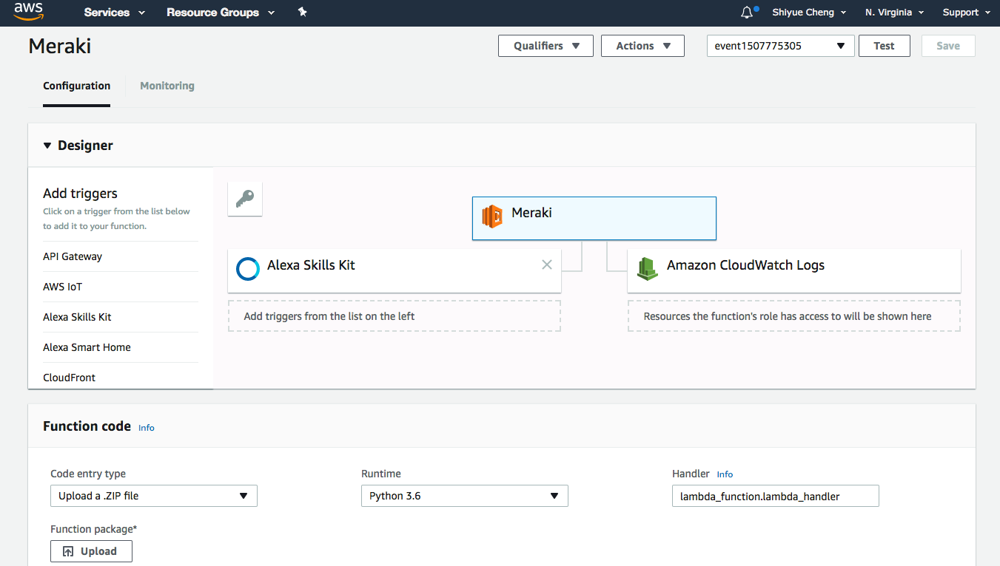 aws
Services
Resource Groups
Shiyue Cheng
N. Virginia
Support
Meraki
Qualifiers
Actions
event1507775305
Test
Save
Configuration
Monitoring
Designer
Add triggers
Click on a trigger from the list below
to add it to your function.
API Gateway
AWS IoT
Alexa Skills Kit
Alexa Smart Home
CloudFront
Meraki
Alexa Skills Kit
Amazon CloudWatch Logs
Add triggers from the list on the left
Resources the function's role has access to will be shown here
Function code Info
Code entry type
Upload a .ZIP file
Runtime
Python 3.6
Handler Info
lambda_function.lambda_handler
Function package*
Upload